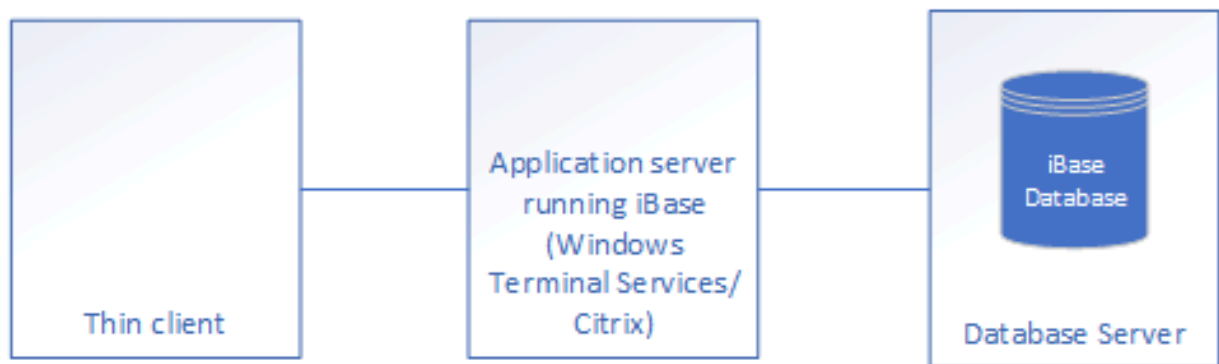 Thin client
Application server
running iBase
(Windows
Terminal Services/
Citrix)
iBase
Database
Database Server